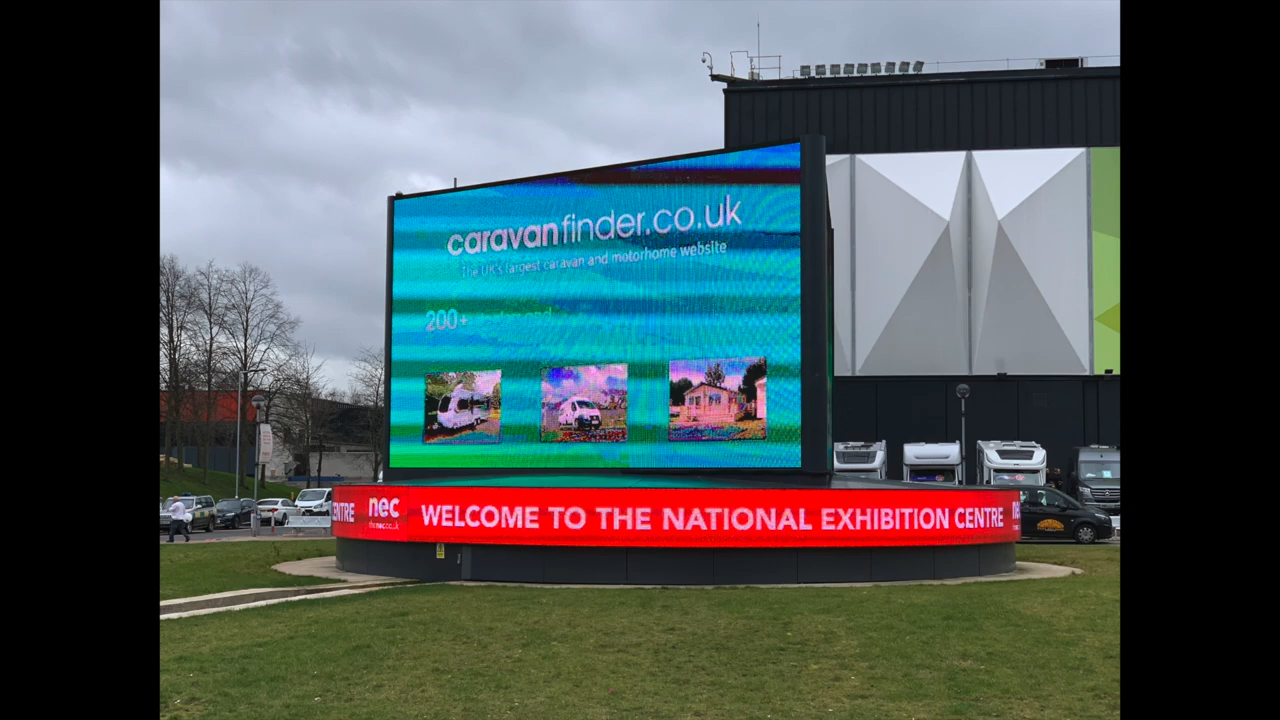 caravanfinder.co.uk
The UK's largest caravan and motorhome website
200+
ENTRE
nec
thenec.co.uk
WELCOME TO THE NATIONAL EXHIBITION CENTRE